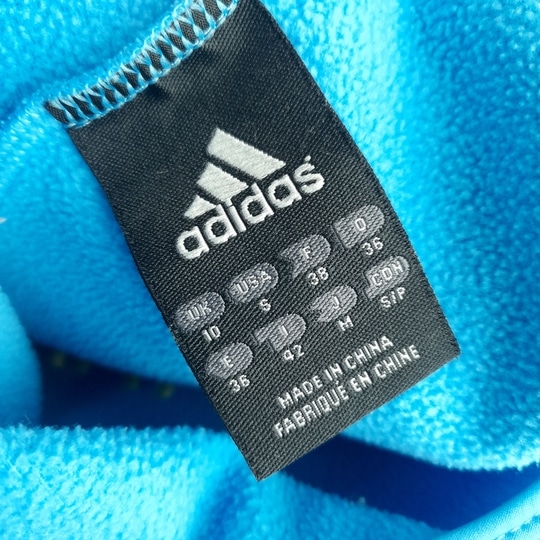 adidas
UK USA F D
10 S 38 36
E I J CDN
36 42 M S/P
MADE IN CHINA
FABRIQUÉ EN CHINE